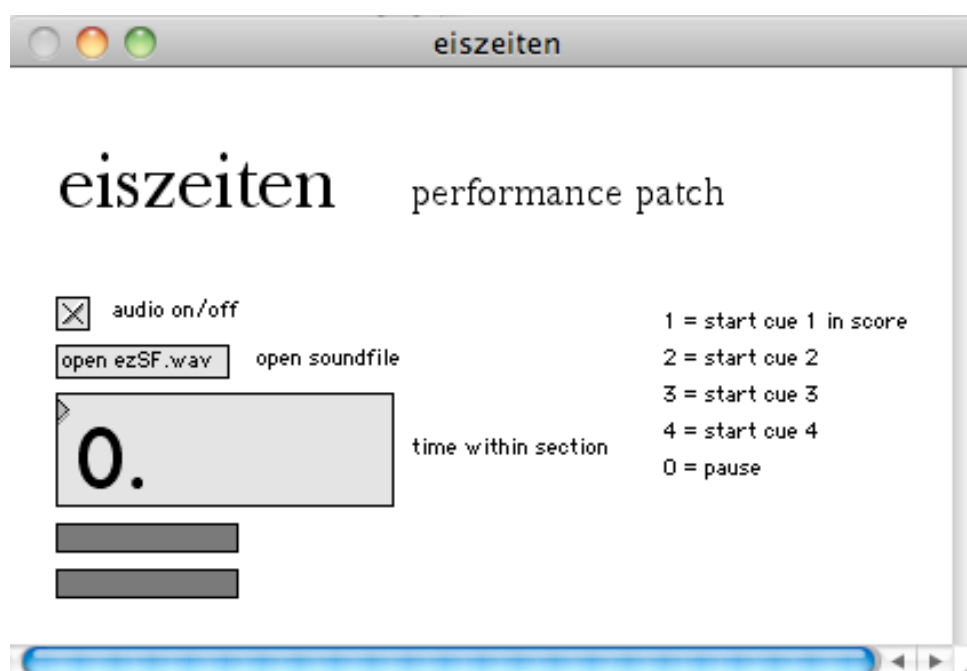 eiszeiten
eiszeiten performance patch
audio on/off
open ezSF.wav open soundfile
0.
time within section
1 = start cue 1 in score
2 = start cue 2
3 = start cue 3
4 = start cue 4
0 = pause